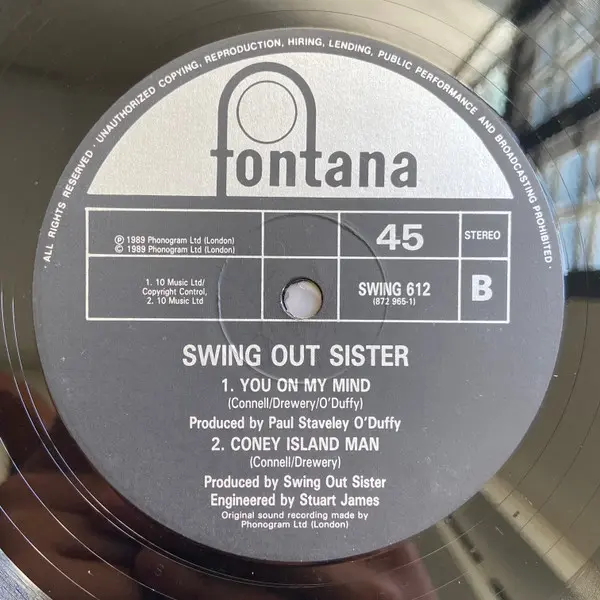 · ALL RIGHTS RESERVED · UNAUTHORIZED COPYING, REPRODUCTION, HIRING, LENDING, PUBLIC PERFORMANCE AND BROADCASTING PROHIBITED ·
fontana
℗ 1989 Phonogram Ltd (London)
© 1989 Phonogram Ltd (London)
45
STEREO
1. 10 Music Ltd/
Copyright Control,
2. 10 Music Ltd
SWING 612
(872 965-1)
B
SWING OUT SISTER
1. YOU ON MY MIND
(Connell/Drewery/O'Duffy)
Produced by Paul Staveley O'Duffy
2. CONEY ISLAND MAN
(Connell/Drewery)
Produced by Swing Out Sister
Engineered by Stuart James
Original sound recording made by
Phonogram Ltd (London)